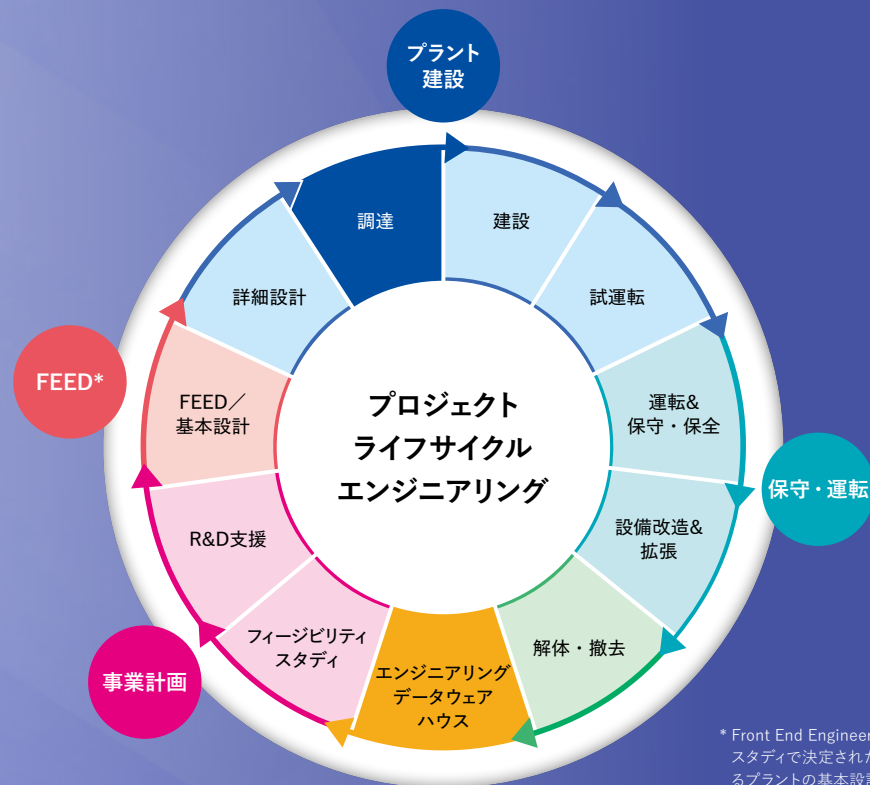 プラント
建設
調達
建設
詳細設計
試運転
FEED*
FEED／
基本設計
プロジェクト
ライフサイクル
エンジニアリング
運転&
保守・保全
保守・運転
R&D支援
設備改造&
拡張
フィージビリティ
スタディ
解体・撤去
事業計画
エンジニアリング
データウェア
ハウス
* Front End Engineer
スタディで決定された
るプラントの基本設計